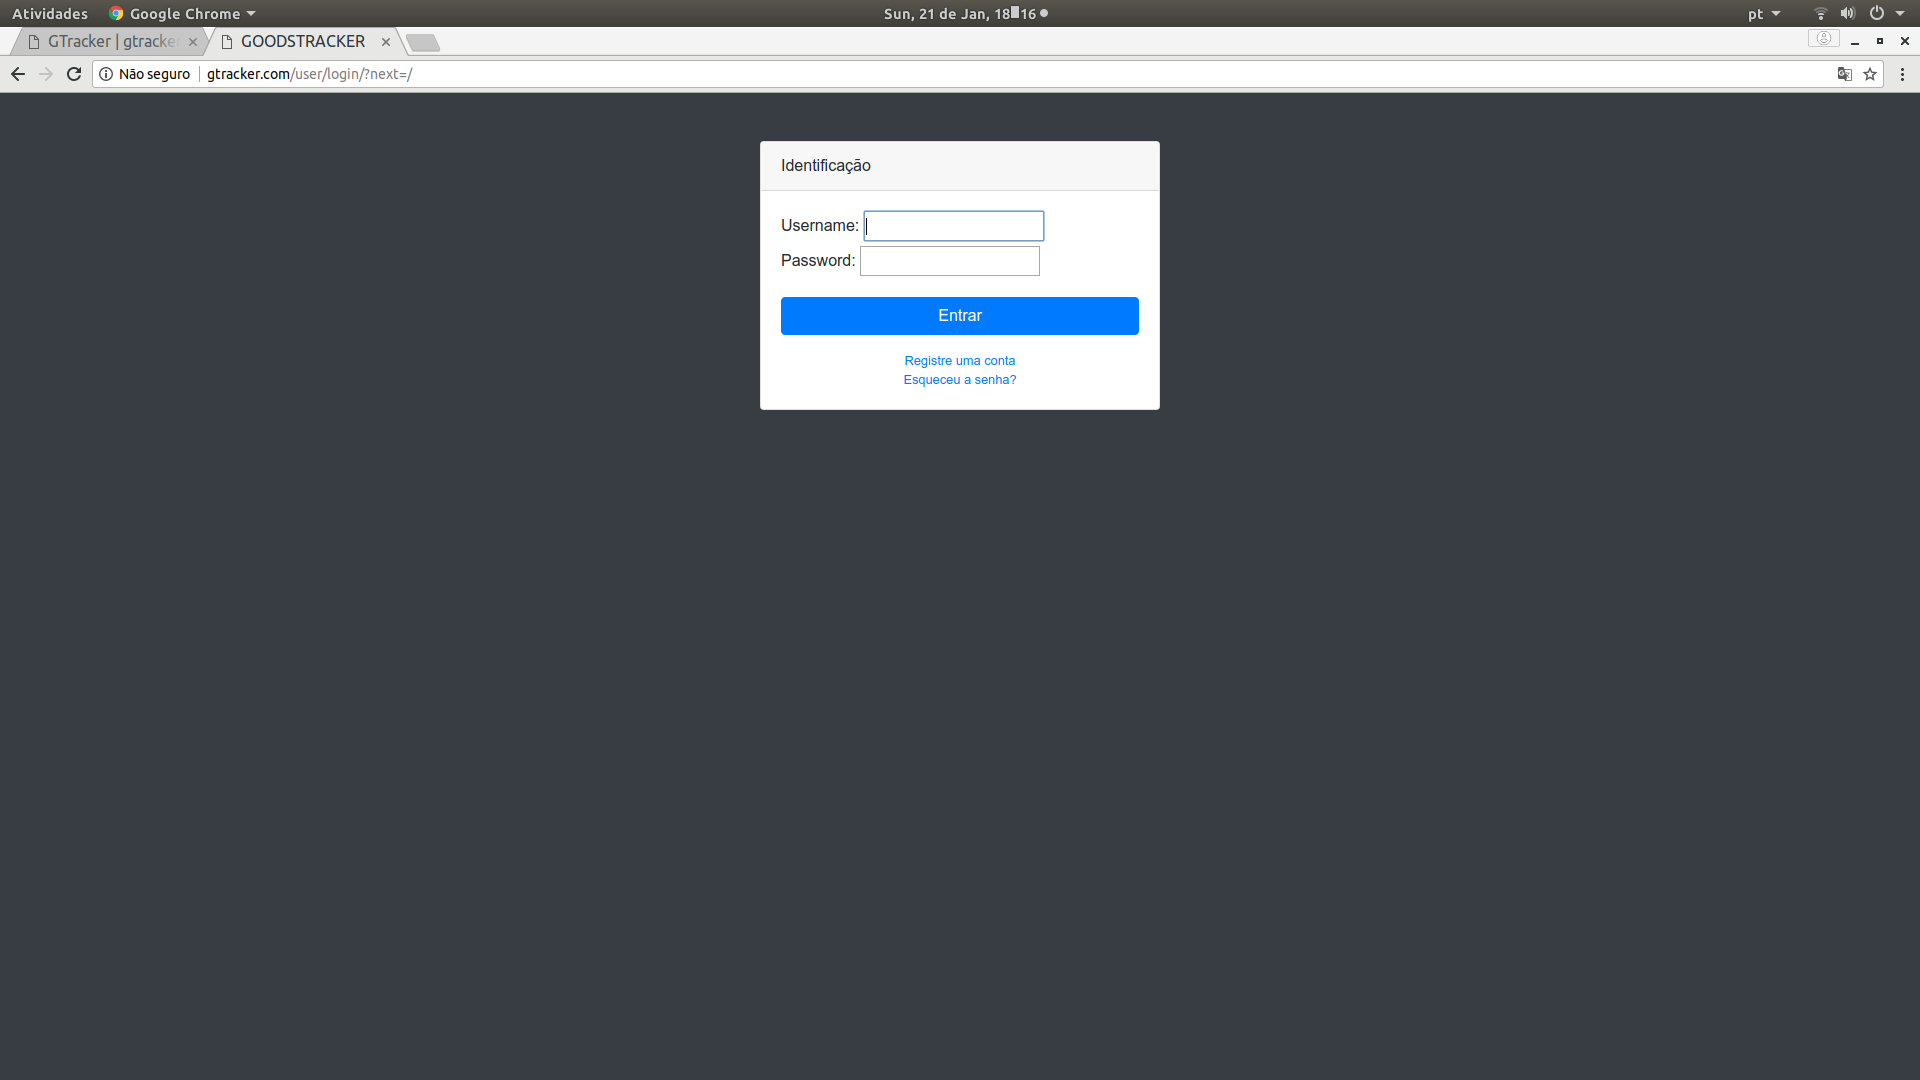 Atividades Google Chrome Sun, 21 de Jan, 18 16 pt
GTracker | gtracke GOODSTRACKER
Não seguro gtracker.com/user/login/?next=/
Identificação
Username:
Password:
Entrar
Registre uma conta
Esqueceu a senha?